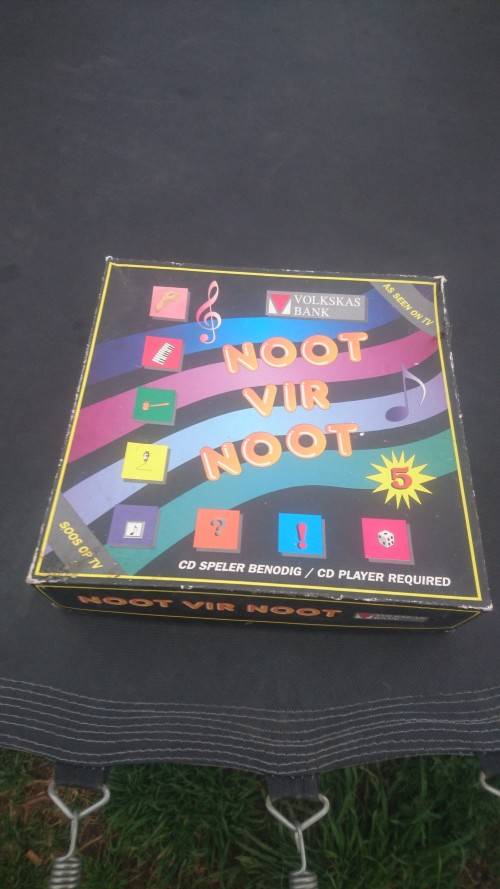 VOLKSKAS
BANK
AS SEEN ON TV
NOOT
VIR
NOOT
5
?
!
SOOS OP TV
CD SPELER BENODIG / CD PLAYER REQUIRED
NOOT VIR NOOT